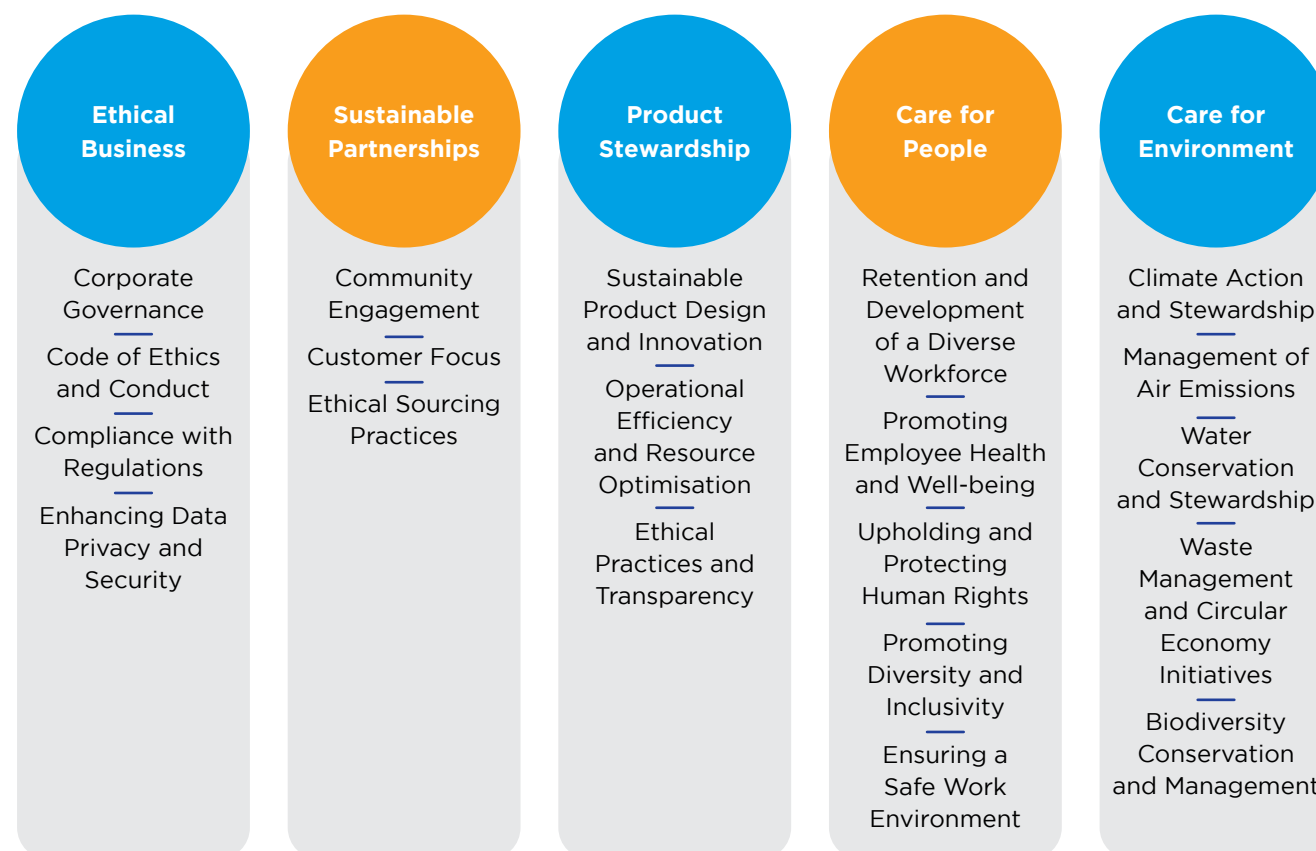 Ethical
Business
Corporate
Governance
Code of Ethics
and Conduct
Compliance with
Regulations
Enhancing Data
Privacy and
Security
Sustainable
Partnerships
Community
Engagement
Customer Focus
Ethical Sourcing
Practices
Product
Stewardship
Sustainable
Product Design
and Innovation
Operational
Efficiency
and Resource
Optimisation
Ethical
Practices and
Transparency
Care for
People
Retention and
Development
of a Diverse
Workforce
Promoting
Employee Health
and Well-being
Upholding and
Protecting
Human Rights
Promoting
Diversity and
Inclusivity
Ensuring a
Safe Work
Environment
Care for
Environment
Climate Action
and Stewardship
Management of
Air Emissions
Water
Conservation
and Stewardship
Waste
Management
and Circular
Economy
Initiatives
Biodiversity
Conservation
and Management